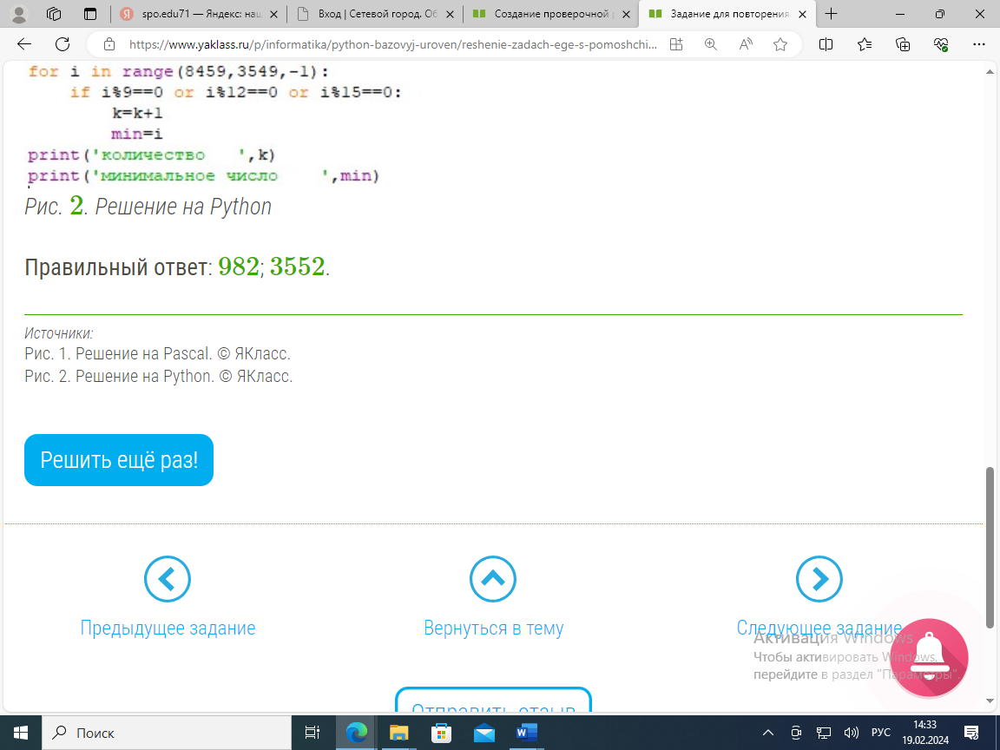 spo.edu71 — Яндекс: наш
Вход | Сетевой город. Об
Создание проверочной р
Задание для повторения
https://www.yaklass.ru/p/informatika/python-bazovyj-uroven/reshenie-zadach-ege-s-pomoshchi...
for i in range(8459,3549,-1):
if i%9==0 or i%12==0 or i%15==0:
k=k+1
min=i
print('количество ',k)
print('минимальное число ',min)
Рис. 2. Решение на Python
Правильный ответ: 982; 3552.
Источники:
Рис. 1. Решение на Pascal. © ЯКласс.
Рис. 2. Решение на Python. © ЯКласс.
Решить ещё раз!
Предыдущее задание
Вернуться в тему
Следующее задание
Активация Windows
Чтобы активировать Windows,
перейдите в раздел "Параметры".
Отправить отзыв
Поиск
РУС
14:33
19.02.2024